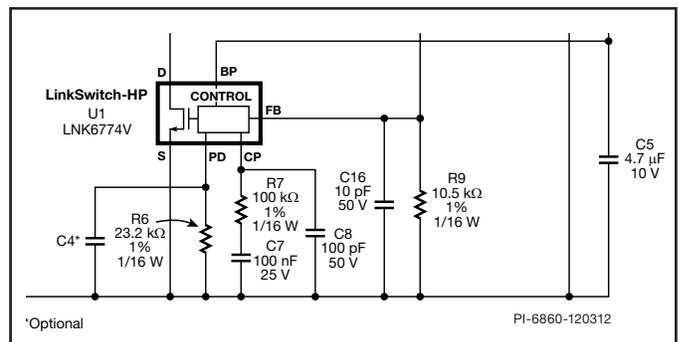 D
BP
LinkSwitch-HP
U1
LNK6774V
CONTROL
FB
S
PD
CP
C5
4.7 µF
10 V
C16
10 pF
50 V
R9
10.5 kΩ
1%
1/16 W
R7
100 kΩ
1%
1/16 W
R6
23.2 kΩ
1%
1/16 W
C4*
C8
100 pF
50 V
C7
100 nF
25 V
*Optional
PI-6860-120312